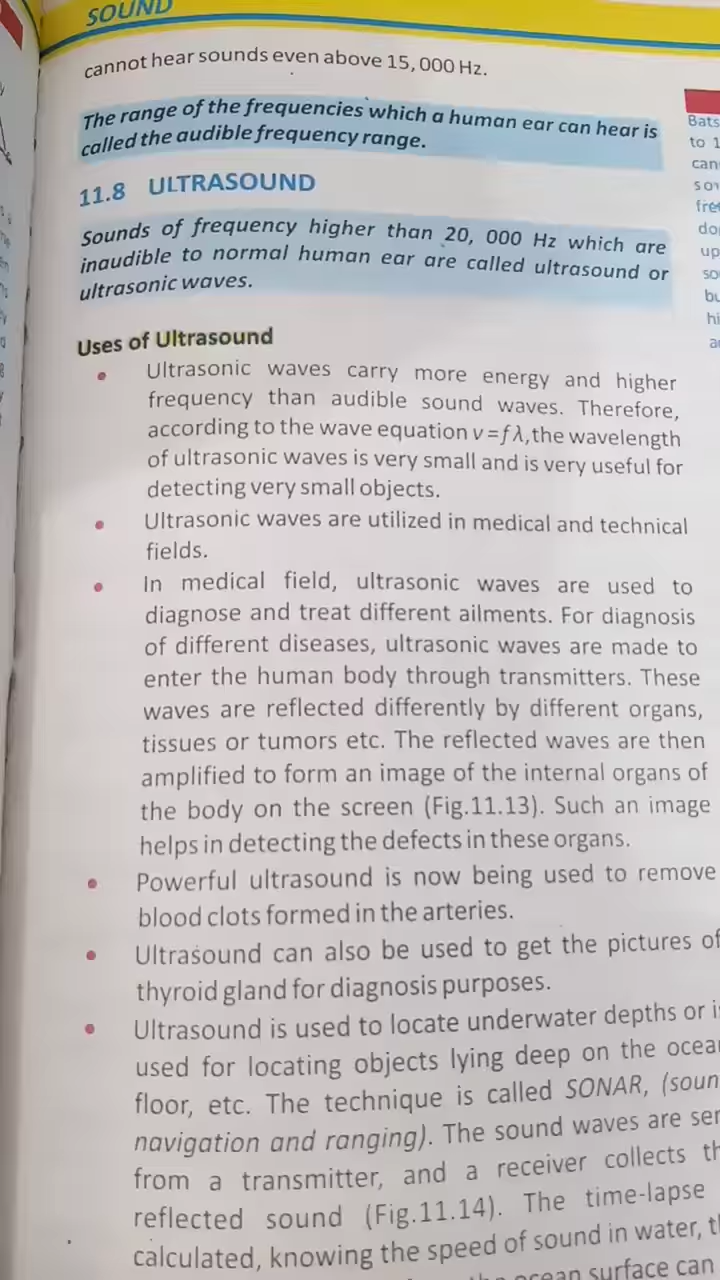 SOUND
cannot hear sounds even above 15, 000 Hz.
The range of the frequencies which a human ear can hear is
called the audible frequency range.
11.8 ULTRASOUND
Sounds of frequency higher than 20, 000 Hz which are
inaudible to normal human ear are called ultrasound or
ultrasonic waves.
Uses of Ultrasound
• Ultrasonic waves carry more energy and higher
frequency than audible sound waves. Therefore,
according to the wave equation v = f λ, the wavelength
of ultrasonic waves is very small and is very useful for
detecting very small objects.
• Ultrasonic waves are utilized in medical and technical
fields.
• In medical field, ultrasonic waves are used to
diagnose and treat different ailments. For diagnosis
of different diseases, ultrasonic waves are made to
enter the human body through transmitters. These
waves are reflected differently by different organs,
tissues or tumors etc. The reflected waves are then
amplified to form an image of the internal organs of
the body on the screen (Fig.11.13). Such an image
helps in detecting the defects in these organs.
• Powerful ultrasound is now being used to remove
blood clots formed in the arteries.
• Ultrasound can also be used to get the pictures of
thyroid gland for diagnosis purposes.
• Ultrasound is used to locate underwater depths or
used for locating objects lying deep on the
floor, etc. The technique is called SONAR,
navigation and ranging). The sound waves are
from a transmitter, and a receiver collects
reflected sound (Fig.11.14). The time-lapse
calculated, knowing the speed of sound in water,
ocean surface can
Bats
to 1